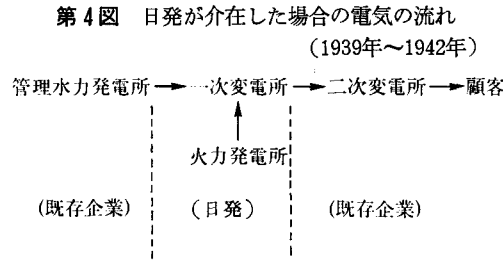 第4図 日発が介在した場合の電気の流れ
(1939年~1942年)
管理水力発電所→一次変電所→二次変電所→顧客
火力発電所
(既存企業) (日発) (既存企業)